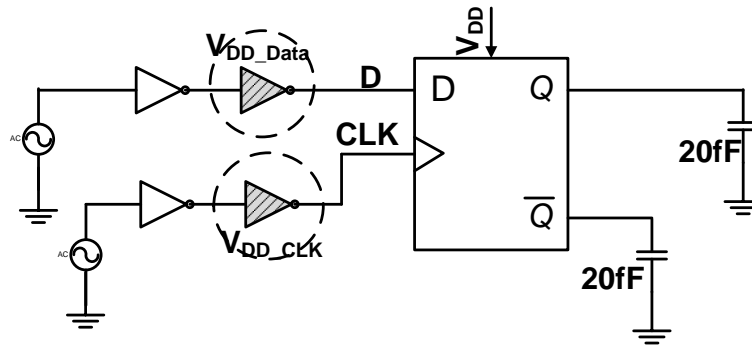 V_DD
V_DD_Data
D
D
Q
AC
CLK
20fF
Q̅
AC
V_DD_CLK
20fF